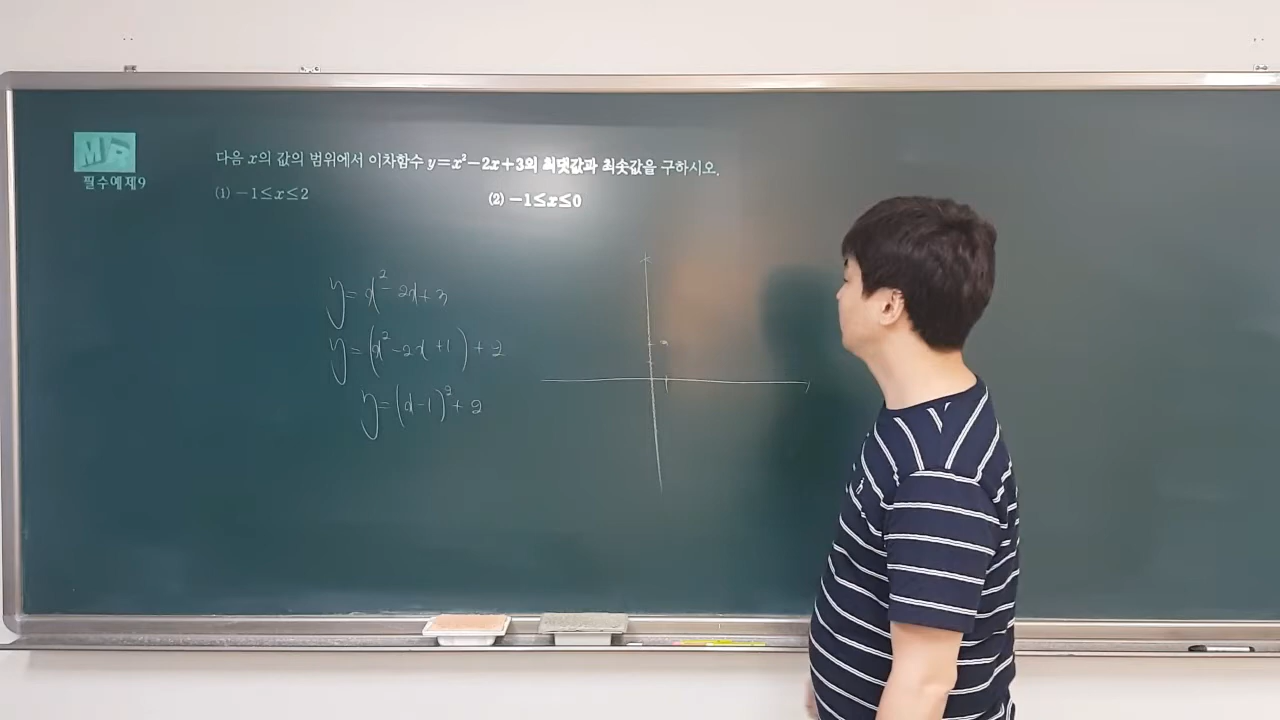 다음 x의 값의 범위에서 이차함수 y=x²-2x+3의 최댓값과 최솟값을 구하시오.
필수예제9
(1) -1≤x≤2
(2) -1≤x≤0
y=x²-2x+3
y=(x²-2x+1)+2
y=(x-1)²+2